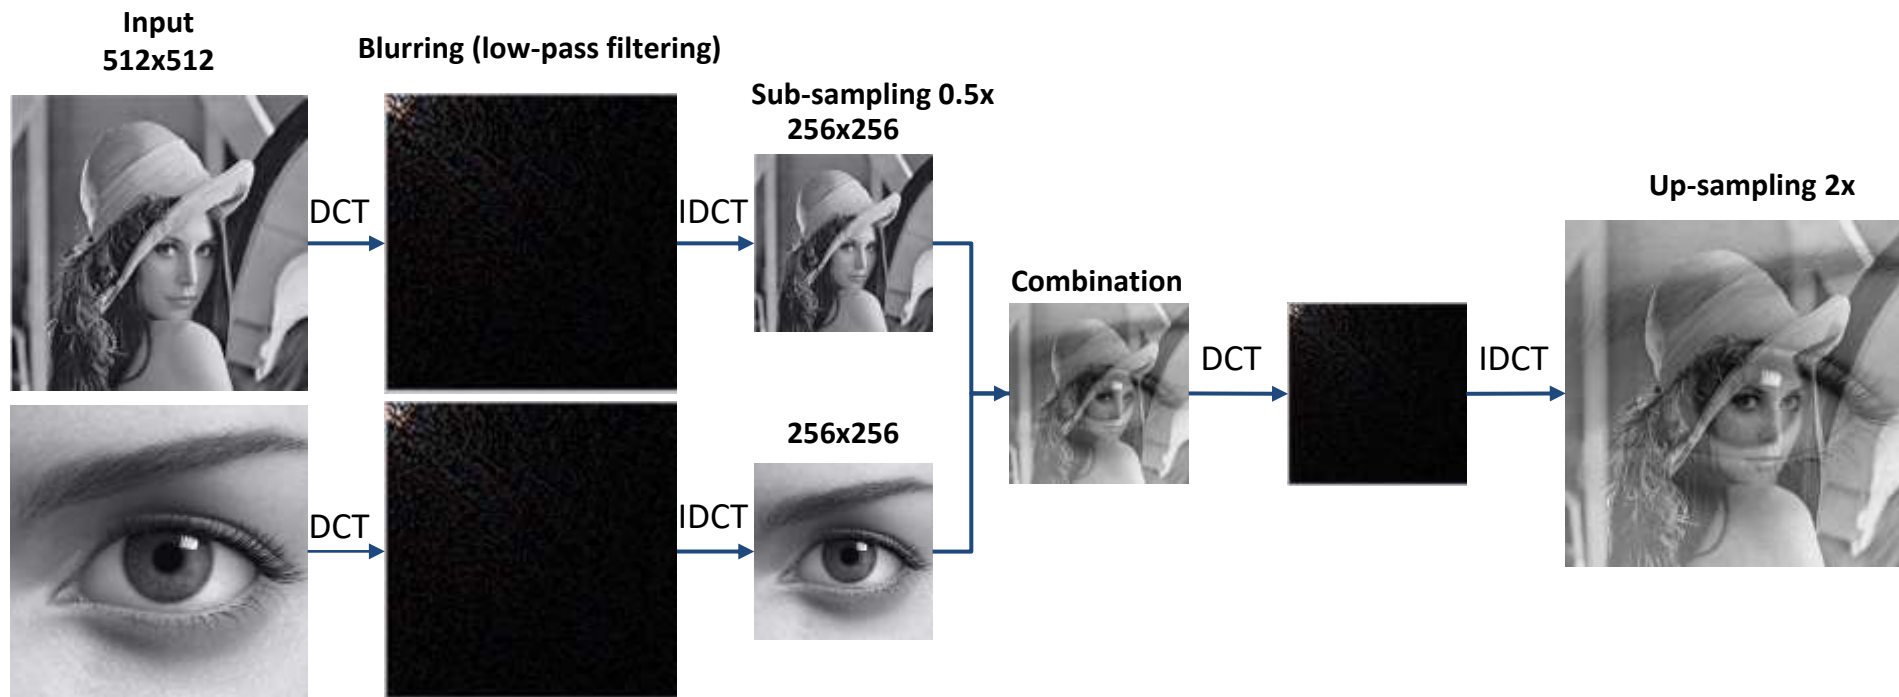 Input
512x512
Blurring (low-pass filtering)
Sub-sampling 0.5x
256x256
Up-sampling 2x
DCT
IDCT
Combination
DCT
IDCT
256x256
DCT
IDCT